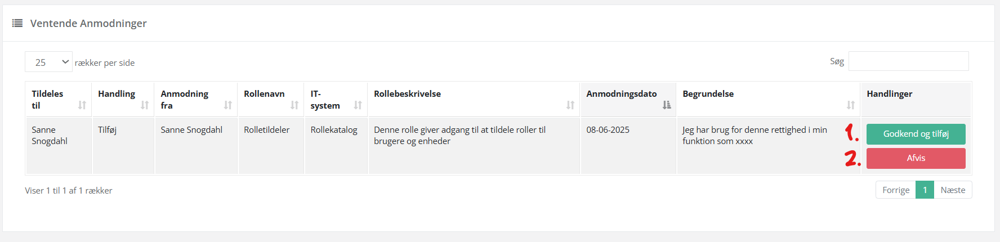 Ventende Anmodninger
25 rækker per side
Søg
Tildeles til
Handling
Anmodning fra
Rollenavn
IT-system
Rollebeskrivelse
Anmodningsdato
Begrundelse
Handlinger
Sanne Snogdahl
Tilføj
Sanne Snogdahl
Rolletildeler
Rollekatalog
Denne rolle giver adgang til at tildele roller til
brugere og enheder
08-06-2025
Jeg har brug for denne rettighed i min
funktion som xxxx
1.
Godkend og tilføj
2.
Afvis
Viser 1 til 1 af 1 rækker
Forrige 1 Næste